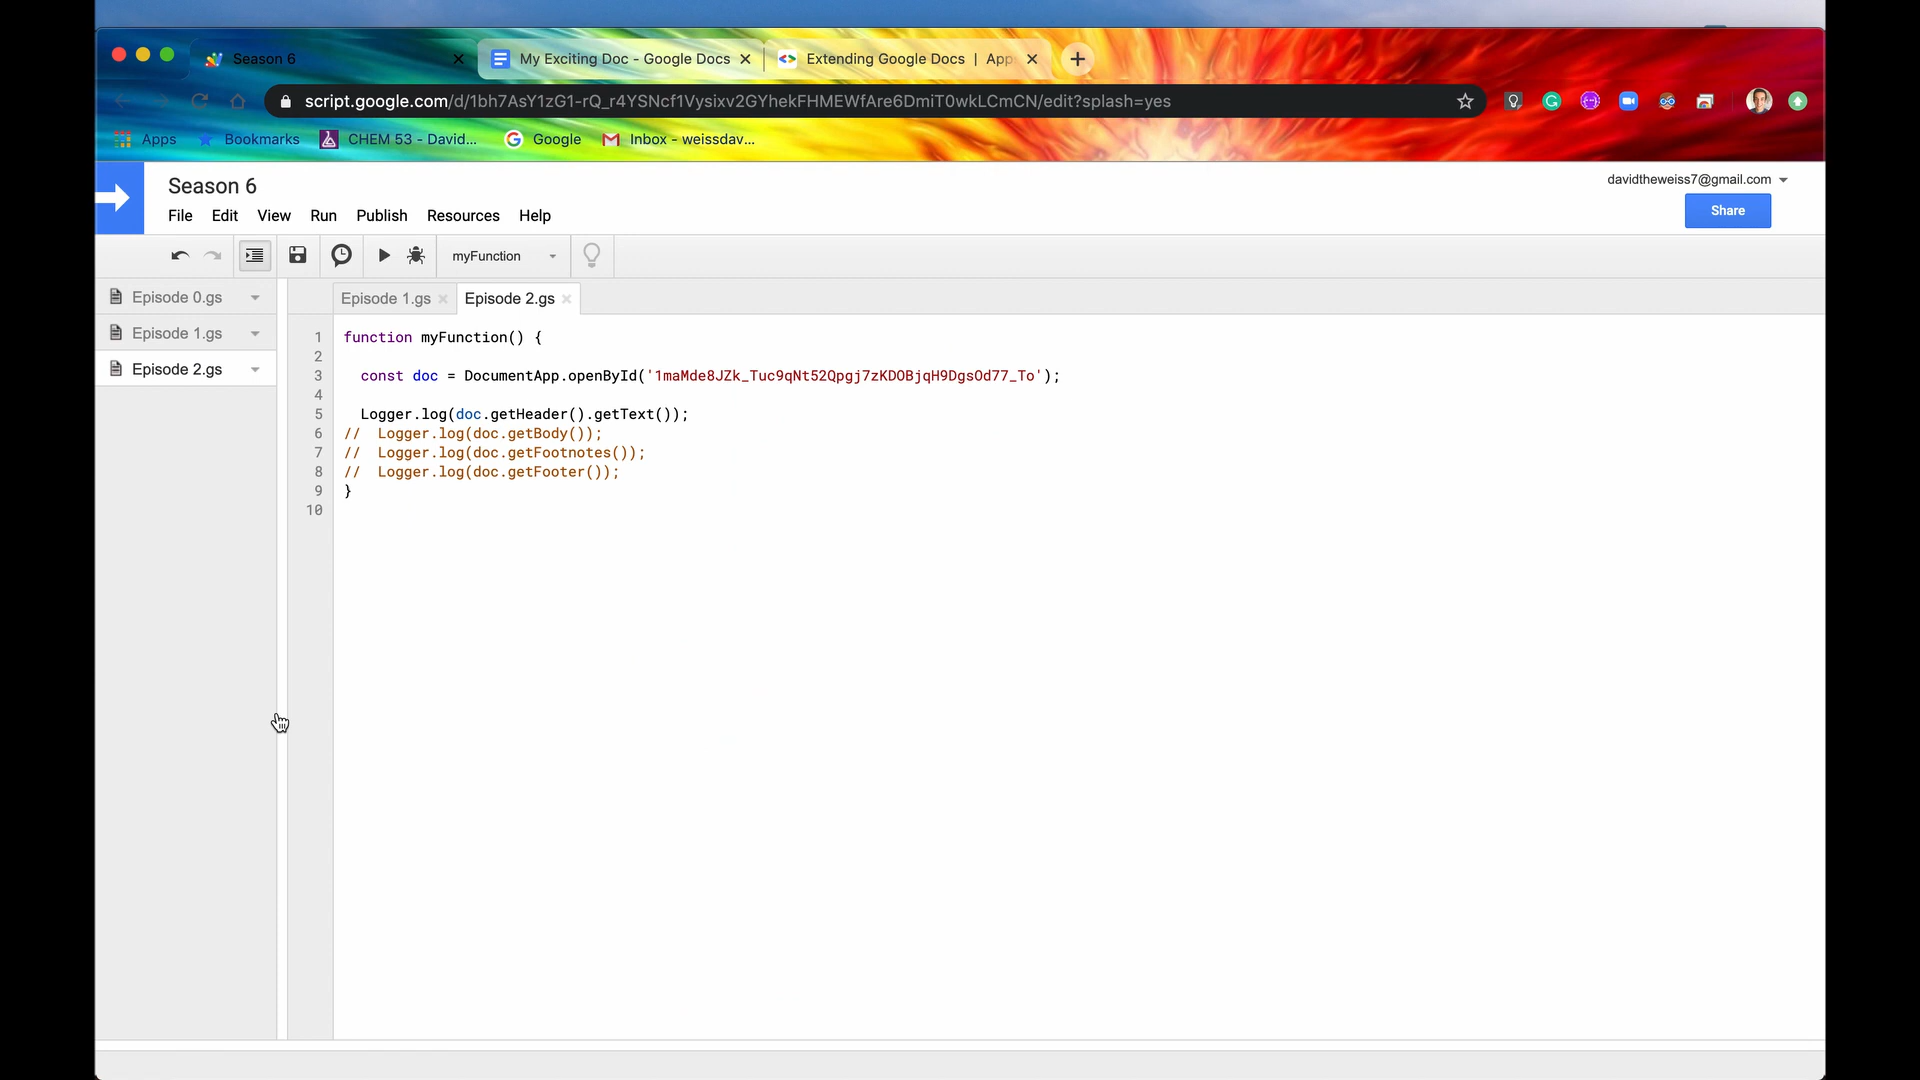 Season 6
My Exciting Doc - Google Docs
Extending Google Docs | App
script.google.com/d/1bh7AsY1zG1-rQ_r4YSNcf1Vysixv2GYhekFHMEWfAre6DmiT0wkLCmCN/edit?splash=yes
Apps
Bookmarks
CHEM 53 - David...
Google
Inbox - weissdav...
Season 6
davidtheweiss7@gmail.com
File Edit View Run Publish Resources Help
Share
myFunction
Episode 0.gs
Episode 1.gs
Episode 2.gs
Episode 1.gs
Episode 2.gs
1 function myFunction() {
2
3 const doc = DocumentApp.openById('1maMde8JZk_Tuc9qNt52Qpgj7zKDOBjqH9DgsOd77_To');
4
5 Logger.log(doc.getHeader().getText());
6 // Logger.log(doc.getBody());
7 // Logger.log(doc.getFootnotes());
8 // Logger.log(doc.getFooter());
9 }
10